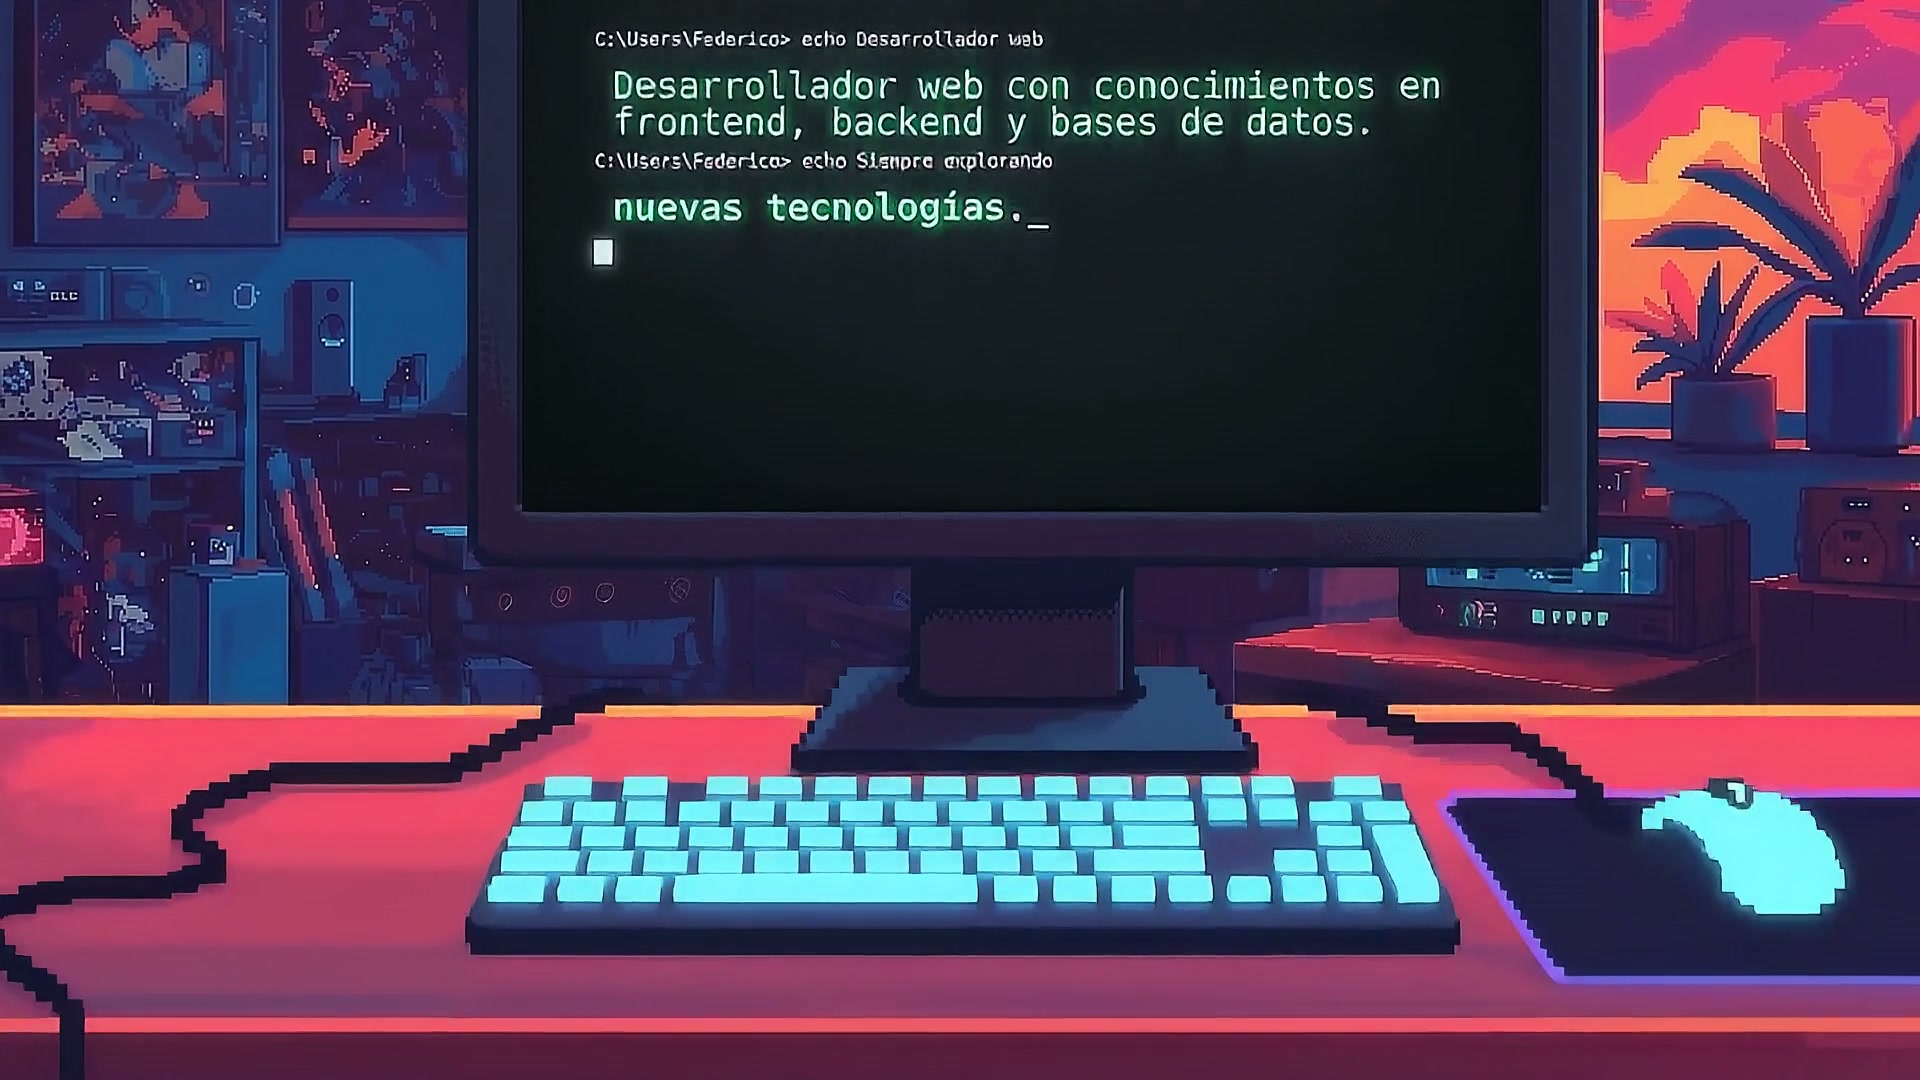 C:\Users\Federico> echo Desarrollador web
Desarrollador web con conocimientos en
frontend, backend y bases de datos.
C:\Users\Federico> echo Siempre explorando
nuevas tecnologías._